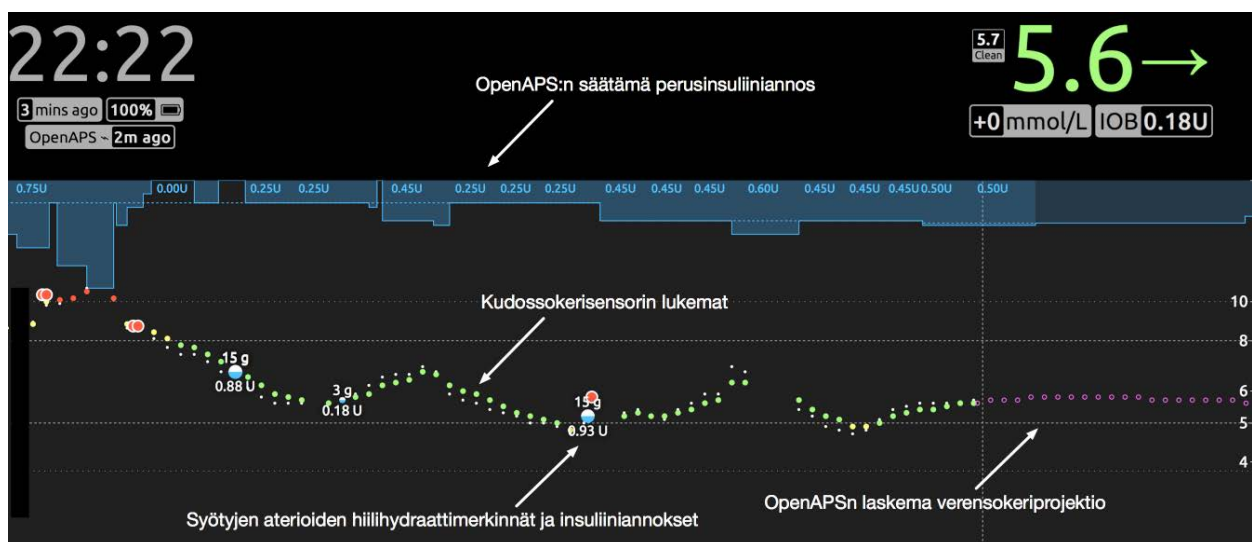 22:22
3 mins ago 100%
OpenAPS ~ 2m ago
5.7
Clean
5.6→
+0 mmol/L IOB 0.18U
OpenAPS:n säätämä perusinsuliiniannos
0.75U 0.00U 0.25U 0.25U 0.45U 0.25U 0.25U 0.25U 0.45U 0.45U 0.45U 0.60U 0.45U 0.45U 0.45U 0.50U 0.50U
Kudossokerisensorin lukemat
10
8
6
5
4
15 g
0.88 U
3 g
0.18 U
15 g
0.93 U
Syötyjen aterioiden hiilihydraattimerkinnät ja insuliiniannokset
OpenAPSn laskema verensokeriprojektio